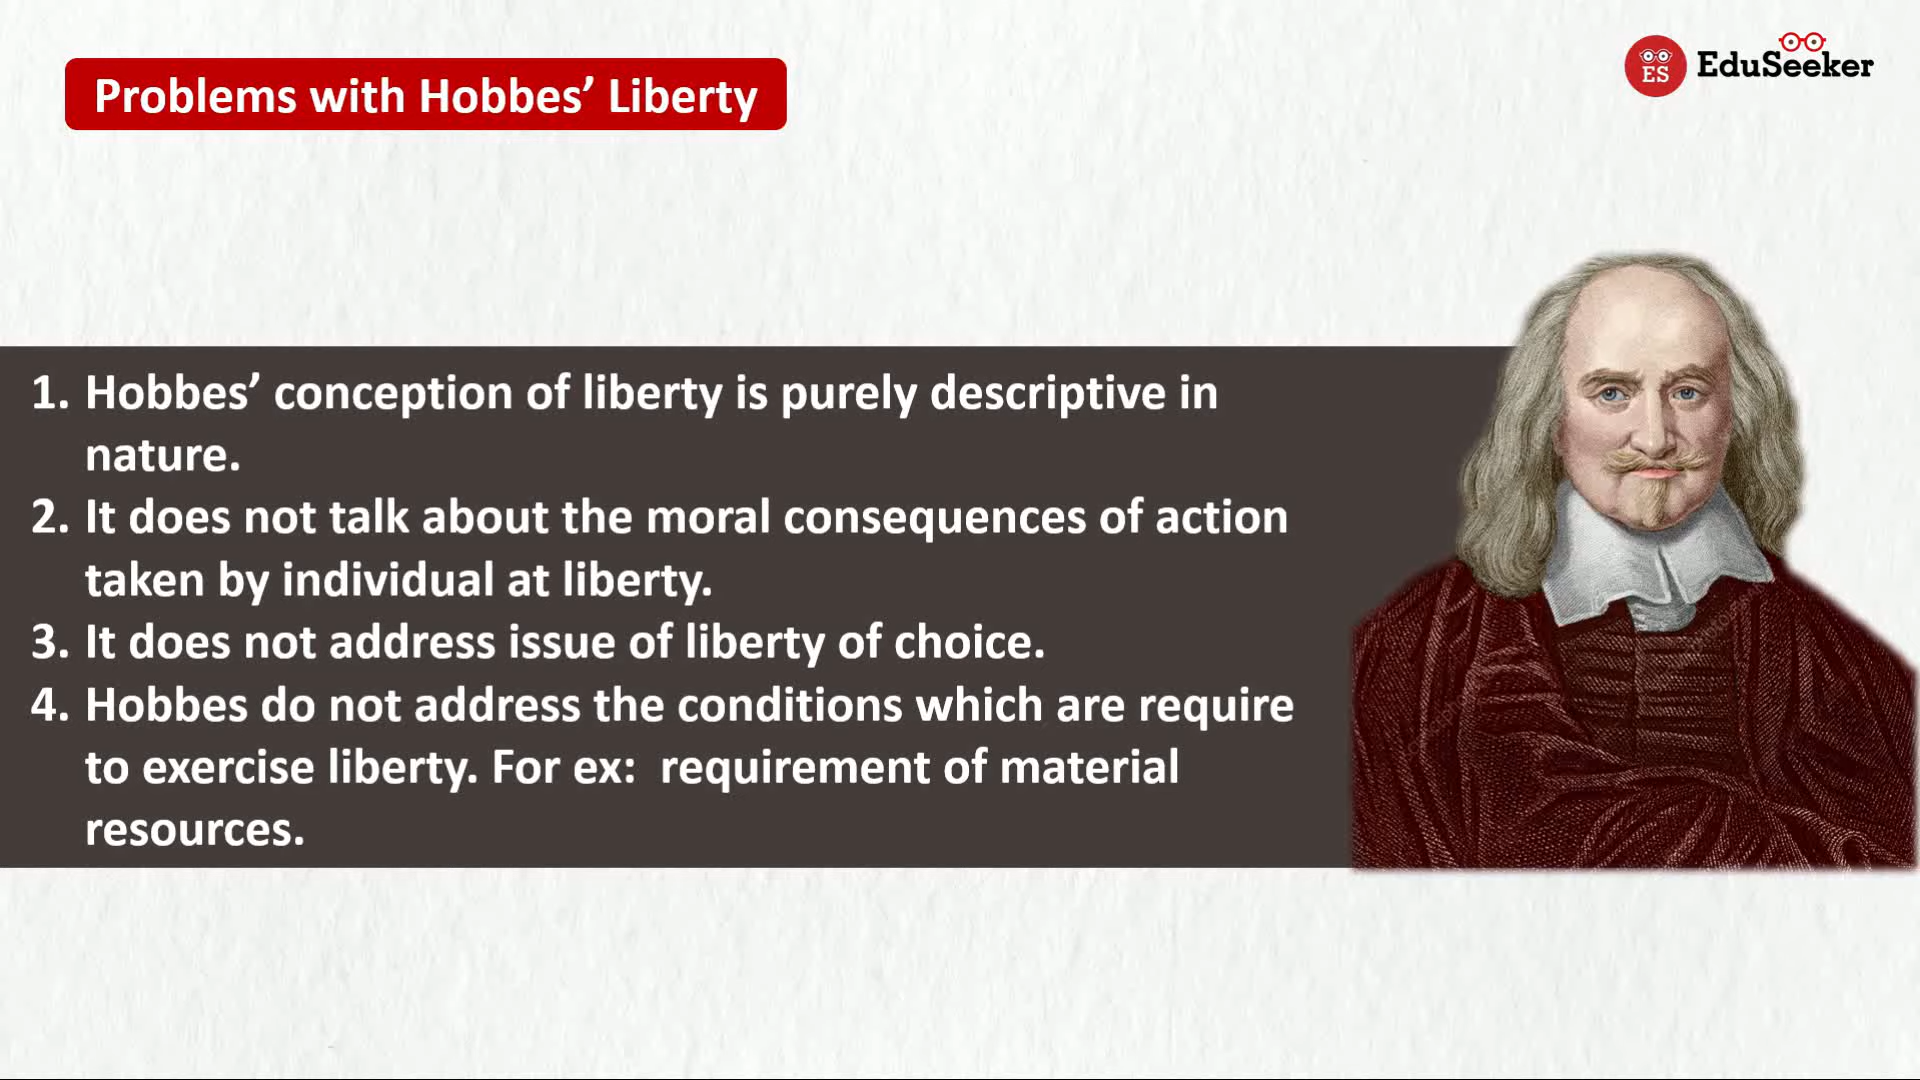 Problems with Hobbes’ Liberty
ES
EduSeeker
1. Hobbes’ conception of liberty is purely descriptive in
nature.
2. It does not talk about the moral consequences of action
taken by individual at liberty.
3. It does not address issue of liberty of choice.
4. Hobbes do not address the conditions which are require
to exercise liberty. For ex:  requirement of material
resources.